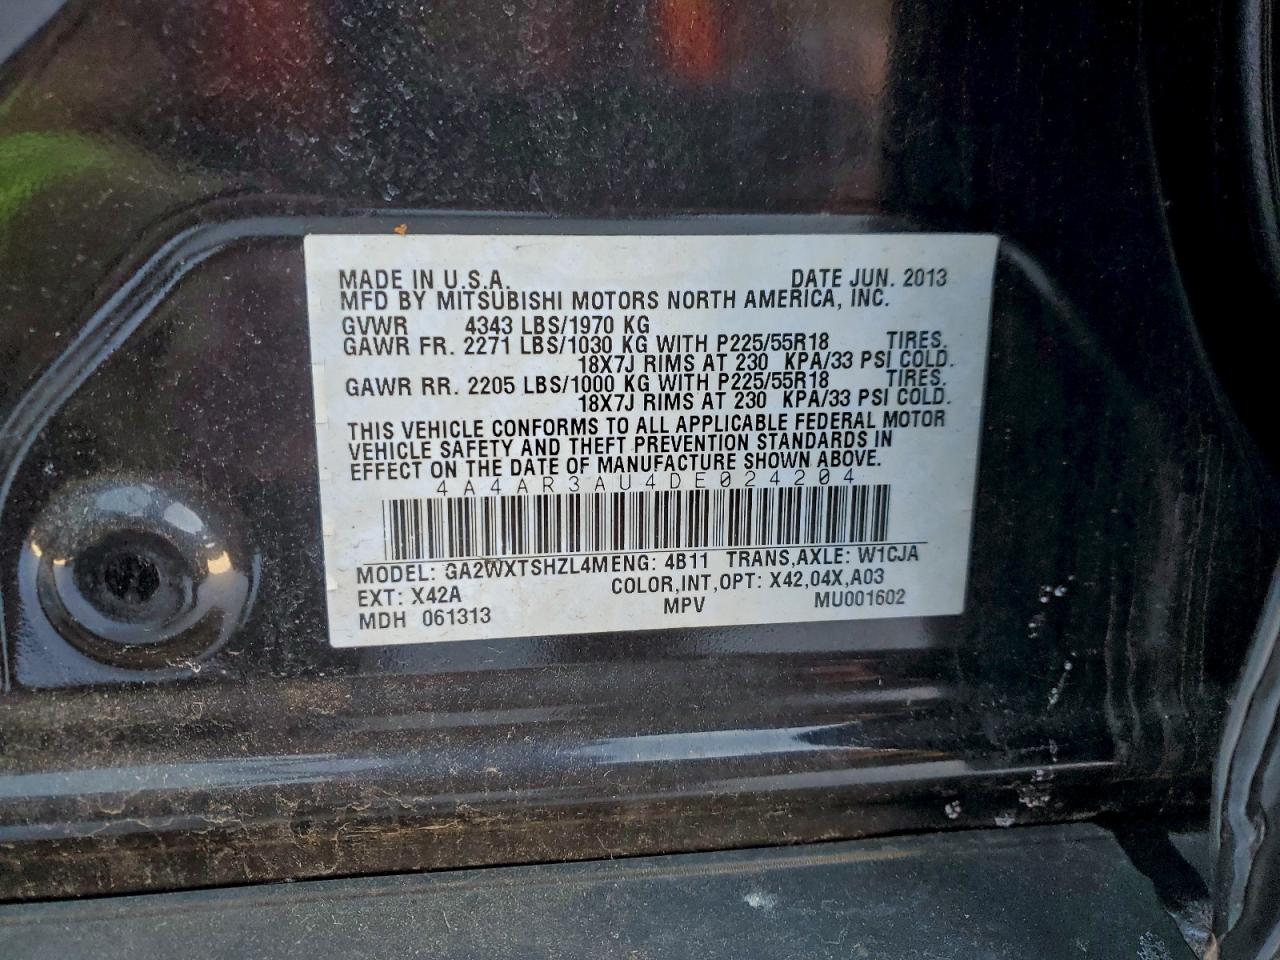 MADE IN U.S.A. DATE JUN. 2013
MFD BY MITSUBISHI MOTORS NORTH AMERICA, INC.
GVWR 4343 LBS/1970 KG
GAWR FR. 2271 LBS/1030 KG WITH P225/55R18 TIRES.
18X7J RIMS AT 230 KPA/33 PSI COLD.
GAWR RR. 2205 LBS/1000 KG WITH P225/55R18 TIRES.
18X7J RIMS AT 230 KPA/33 PSI COLD.
THIS VEHICLE CONFORMS TO ALL APPLICABLE FEDERAL MOTOR
VEHICLE SAFETY AND THEFT PREVENTION STANDARDS IN
EFFECT ON THE DATE OF MANUFACTURE SHOWN ABOVE.
4A4AR3AU4DE024204
MODEL: GA2WXTSHZL4MENG: 4B11 TRANS,AXLE: W1CJA
EXT: X42A COLOR,INT,OPT: X42,04X,A03
MDH 061313 MPV MU001602